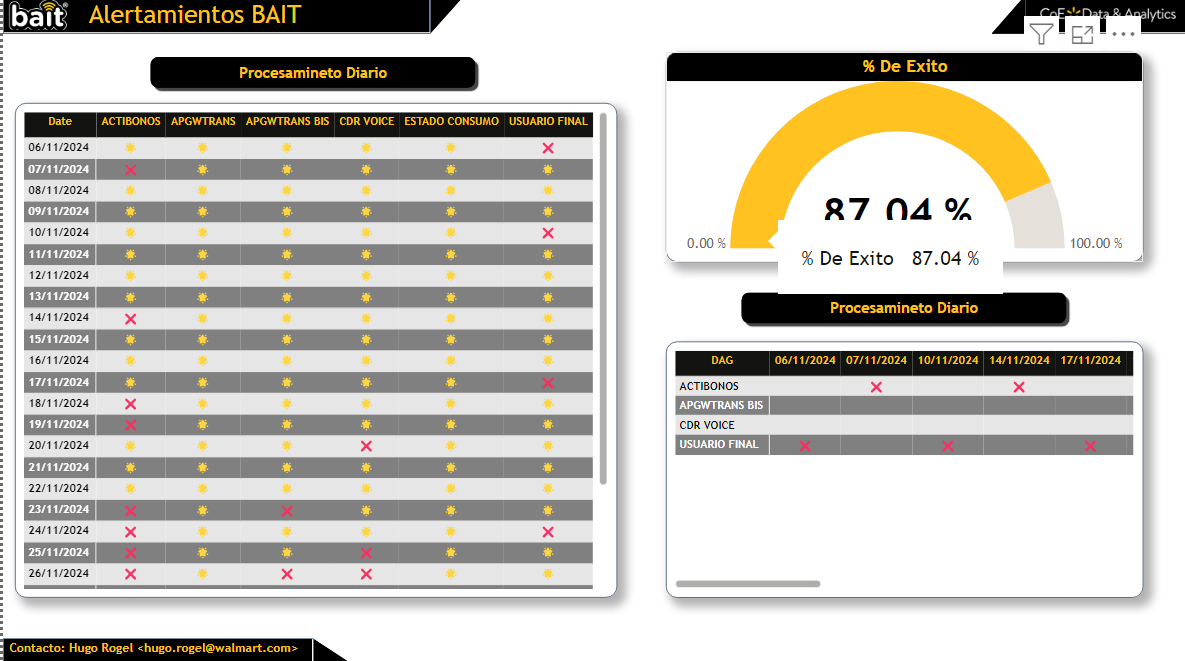 bait
Alertamientos BAIT
CoE Data & Analytics
Procesamineto Diario
Date ACTIBONOS APGWTRANS APGWTRANS BIS CDR VOICE ESTADO CONSUMO USUARIO FINAL
06/11/2024
07/11/2024
08/11/2024
09/11/2024
10/11/2024
11/11/2024
12/11/2024
13/11/2024
14/11/2024
15/11/2024
16/11/2024
17/11/2024
18/11/2024
19/11/2024
20/11/2024
21/11/2024
22/11/2024
23/11/2024
24/11/2024
25/11/2024
26/11/2024
% De Exito
87.04 %
0.00 %
100.00 %
% De Exito 87.04 %
Procesamineto Diario
DAG 06/11/2024 07/11/2024 10/11/2024 14/11/2024 17/11/2024
ACTIBONOS
APGWTRANS BIS
CDR VOICE
USUARIO FINAL
Contacto: Hugo Rogel <hugo.rogel@walmart.com>